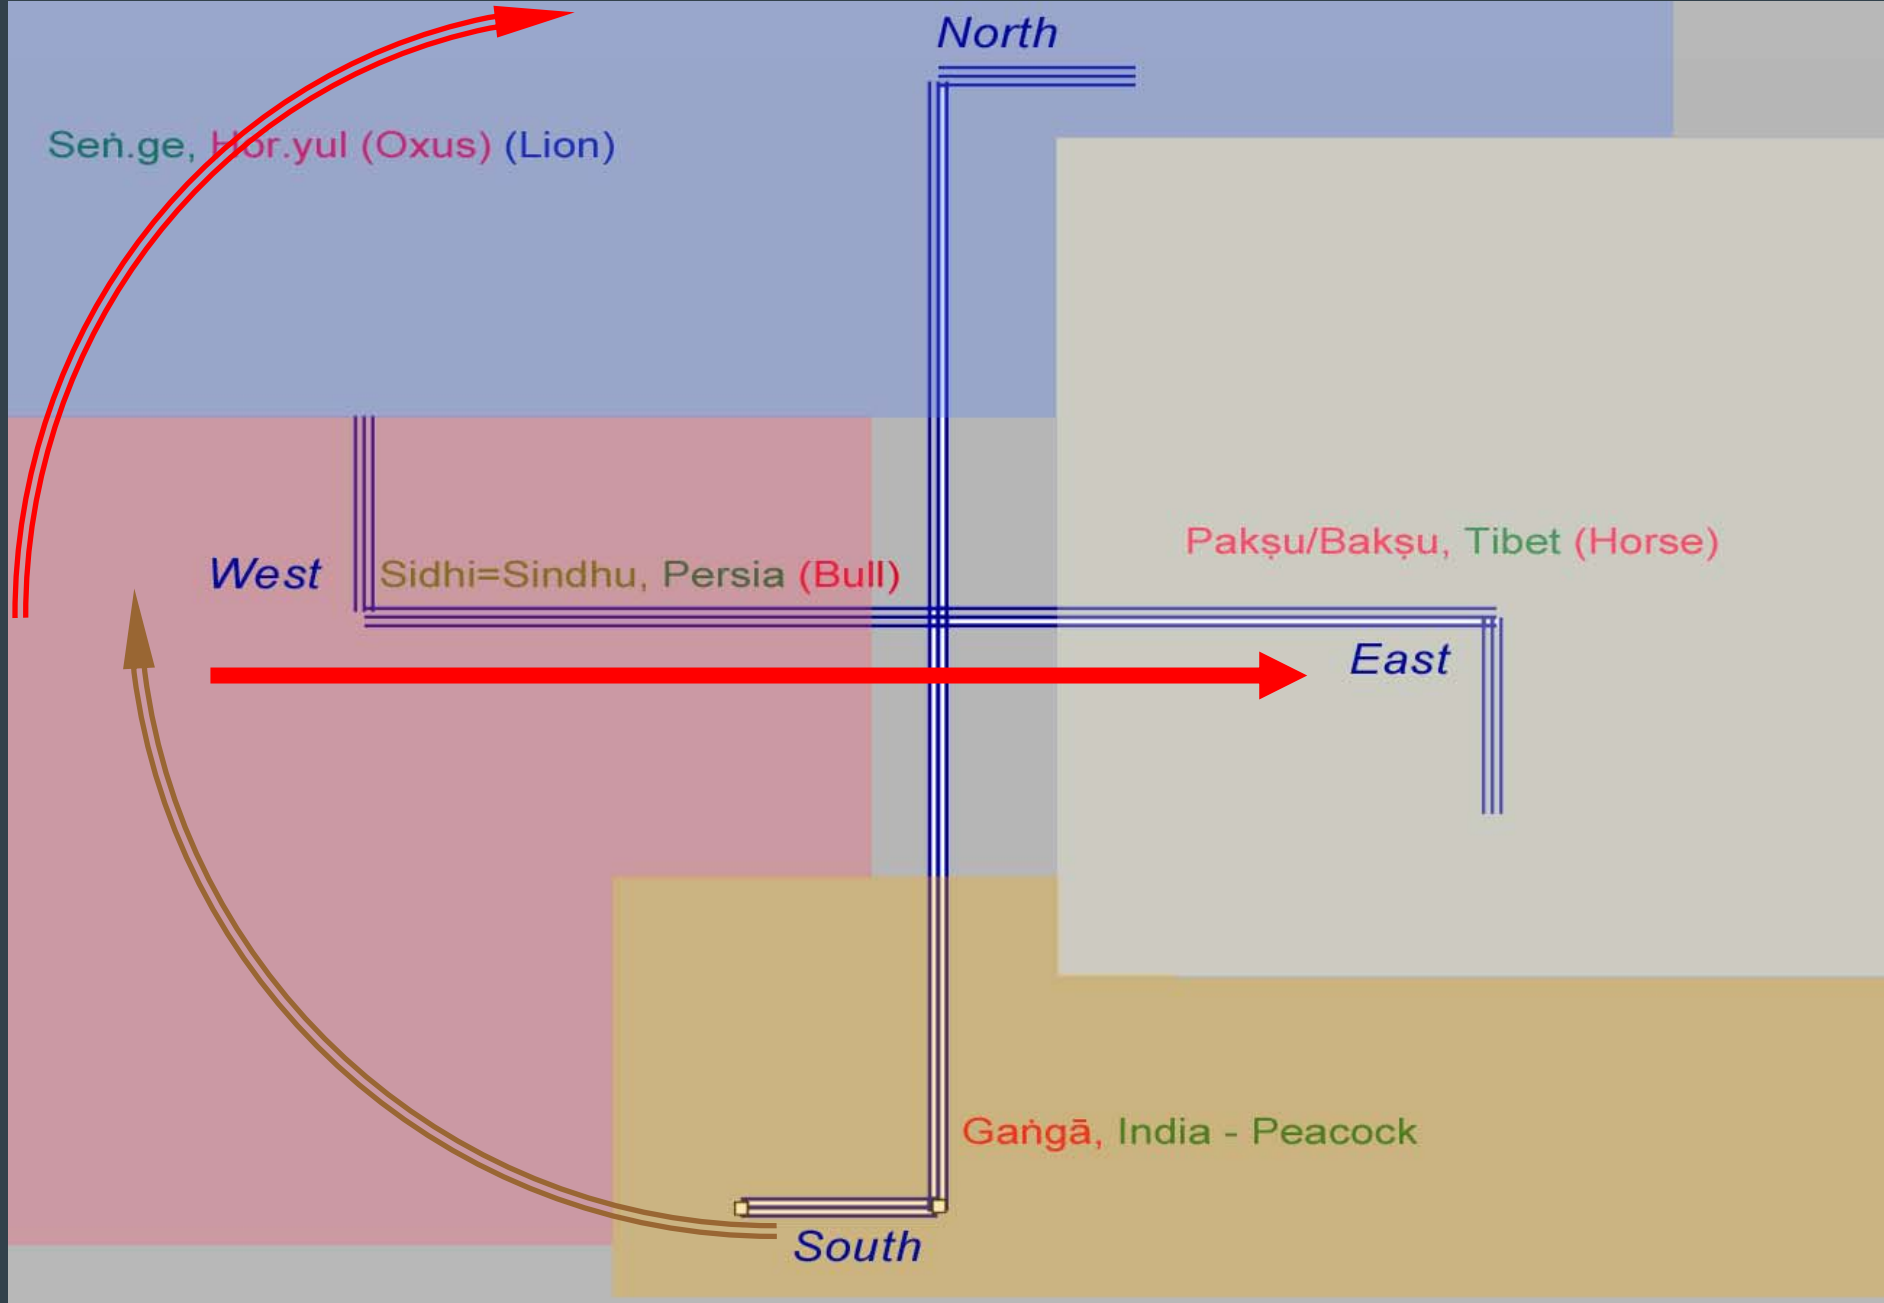 North
Seṅ.ge, Hor.yul (Oxus) (Lion)
Pakṣu/Bakṣu, Tibet (Horse)
West
Sidhi=Sindhu, Persia (Bull)
East
Gaṅgā, India - Peacock
South